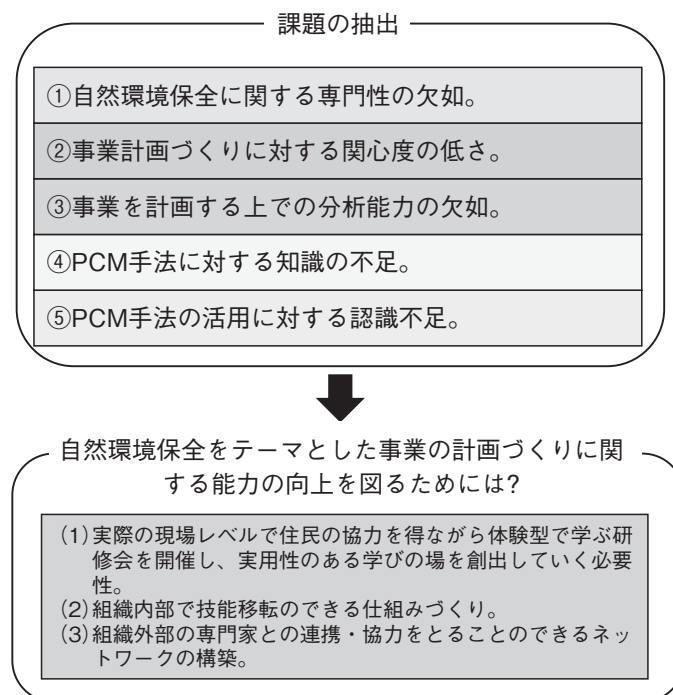 課題の抽出
①自然環境保全に関する専門性の欠如。
②事業計画づくりに対する関心度の低さ。
③事業を計画する上での分析能力の欠如。
④PCM手法に対する知識の不足。
⑤PCM手法の活用に対する認識不足。
自然環境保全をテーマとした事業の計画づくりに関
する能力の向上を図るためには?
(1)実際の現場レベルで住民の協力を得ながら体験型で学ぶ研
修会を開催し、実用性のある学びの場を創出していく必要
性。
(2)組織内部で技能移転のできる仕組みづくり。
(3)組織外部の専門家との連携・協力をとることのできるネッ
トワークの構築。